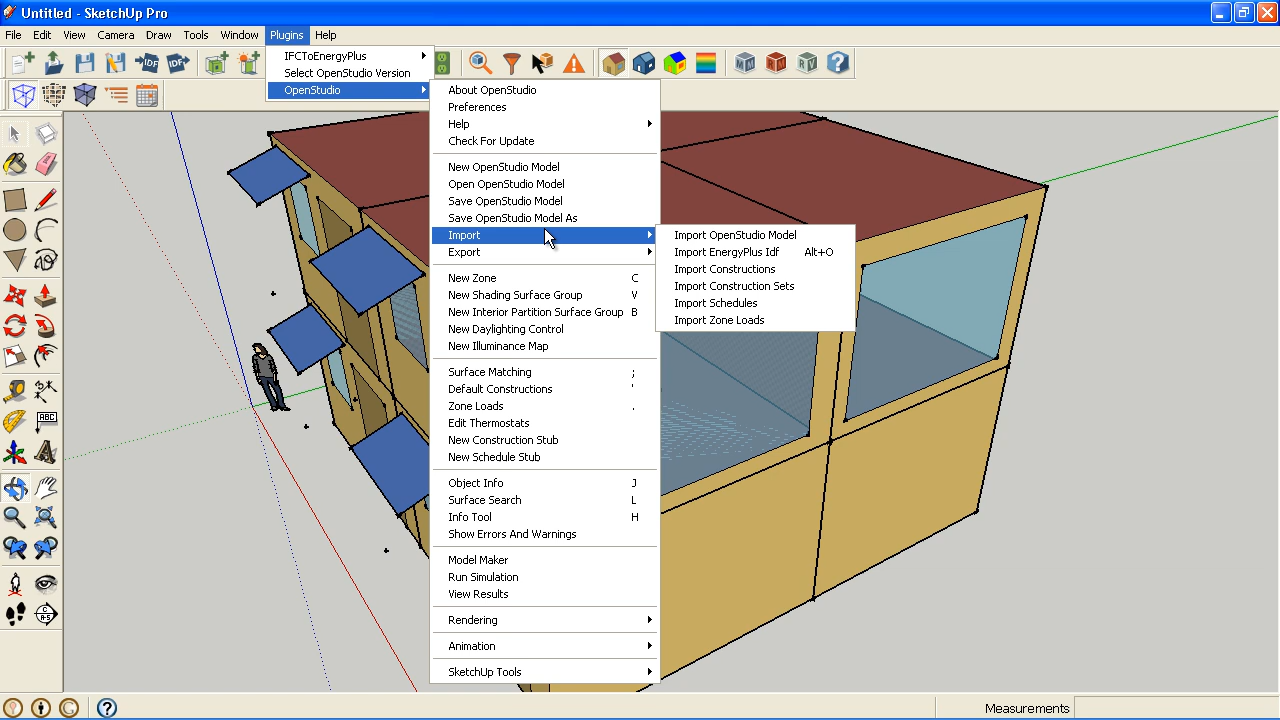 Untitled - SketchUp Pro
File Edit View Camera Draw Tools Window Plugins Help
IFCToEnergyPlus
Select OpenStudio Version
OpenStudio
About OpenStudio
Preferences
Help
Check For Update
New OpenStudio Model
Open OpenStudio Model
Save OpenStudio Model
Save OpenStudio Model As
Import
Export
Import OpenStudio Model
Import EnergyPlus Idf Alt+O
Import Constructions
Import Construction Sets
Import Schedules
Import Zone Loads
New Zone C
New Shading Surface Group V
New Interior Partition Surface Group B
New Daylighting Control
New Illuminance Map
Surface Matching ;
Default Constructions '
Zone Loads .
Edit Thermostats
New Construction Stub
New Schedule Stub
Object Info J
Surface Search L
Info Tool H
Show Errors And Warnings
Model Maker
Run Simulation
View Results
Rendering
Animation
SketchUp Tools
IDF IDF
ABC
Measurements